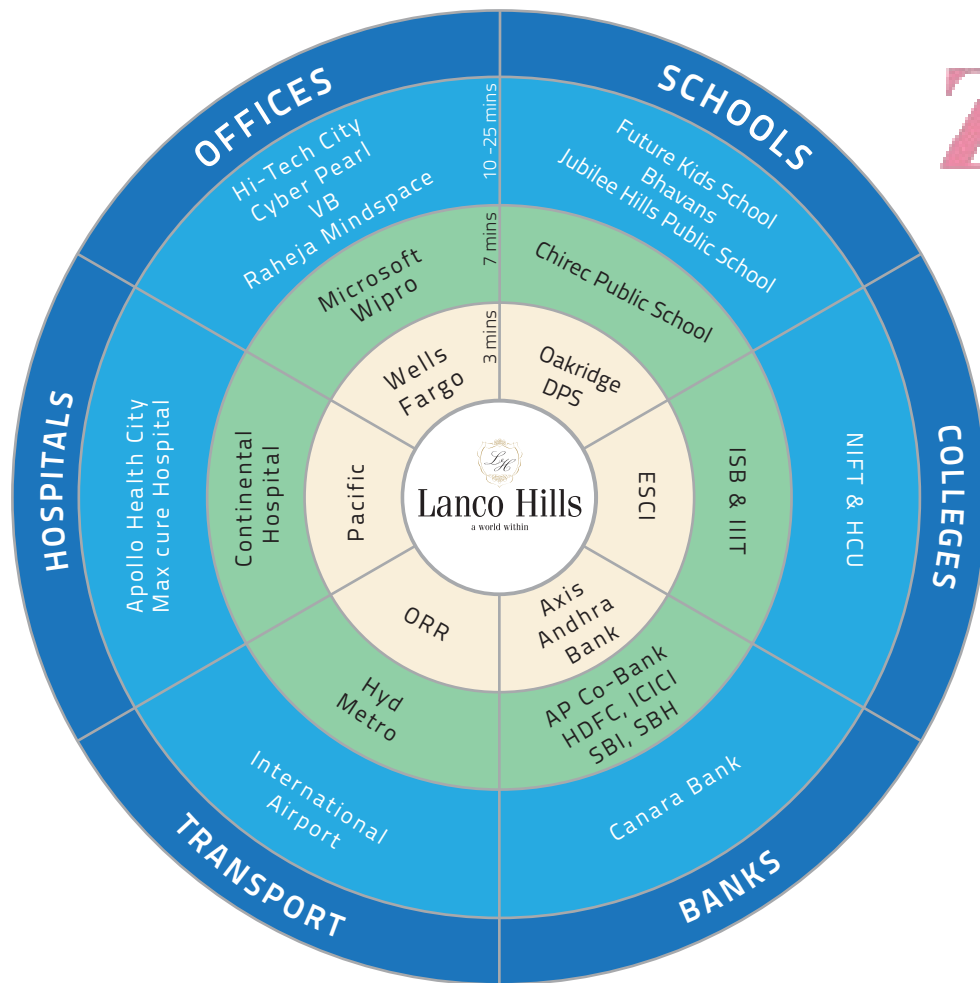 OFFICES
Hi-Tech City
Cyber Pearl
VB
Raheja Mindspace
Microsoft
Wipro
Wells
Fargo
10 -25 mins
7 mins
3 mins
SCHOOLS
Future Kids School
Bhavans
Jubilee Hills Public School
Chirec Public School
Oakridge
DPS
COLLEGES
NIFT & HCU
ISB & IIIT
ESCI
BANKS
Axis
Andhra
Bank
AP Co-Bank
HDFC, ICICI
SBI, SBH
Canara Bank
TRANSPORT
ORR
Hyd
Metro
International
Airport
HOSPITALS
Apollo Health City
Max cure Hospital
Continental
Hospital
Pacific
LH
Lanco Hills
a world within